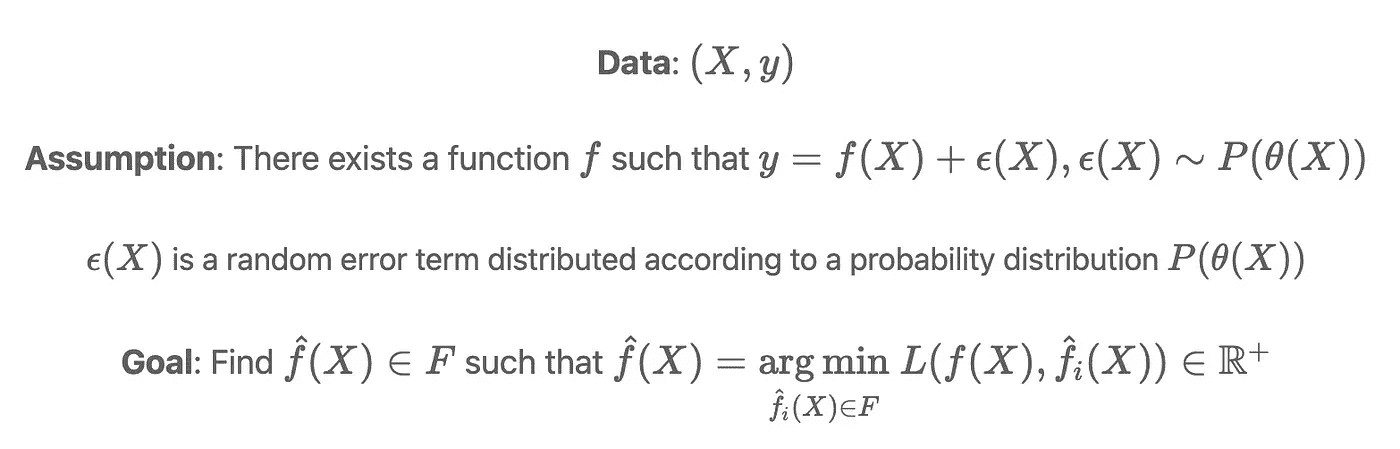 Data: (X, y)
Assumption: There exists a function f such that y = f(X) + ϵ(X), ϵ(X) ∼ P(θ(X))
ϵ(X) is a random error term distributed according to a probability distribution P(θ(X))
Goal: Find f̂(X) ∈ F such that f̂(X) = arg min L(f(X), f̂ᵢ(X)) ∈ ℝ⁺
f̂ᵢ(X)∈F